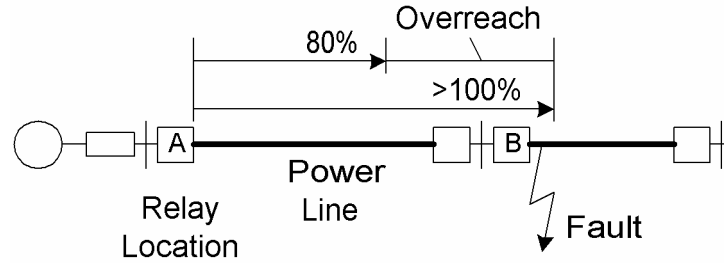 Overreach
80%
>100%
A
B
Power
Line
Relay
Location
Fault